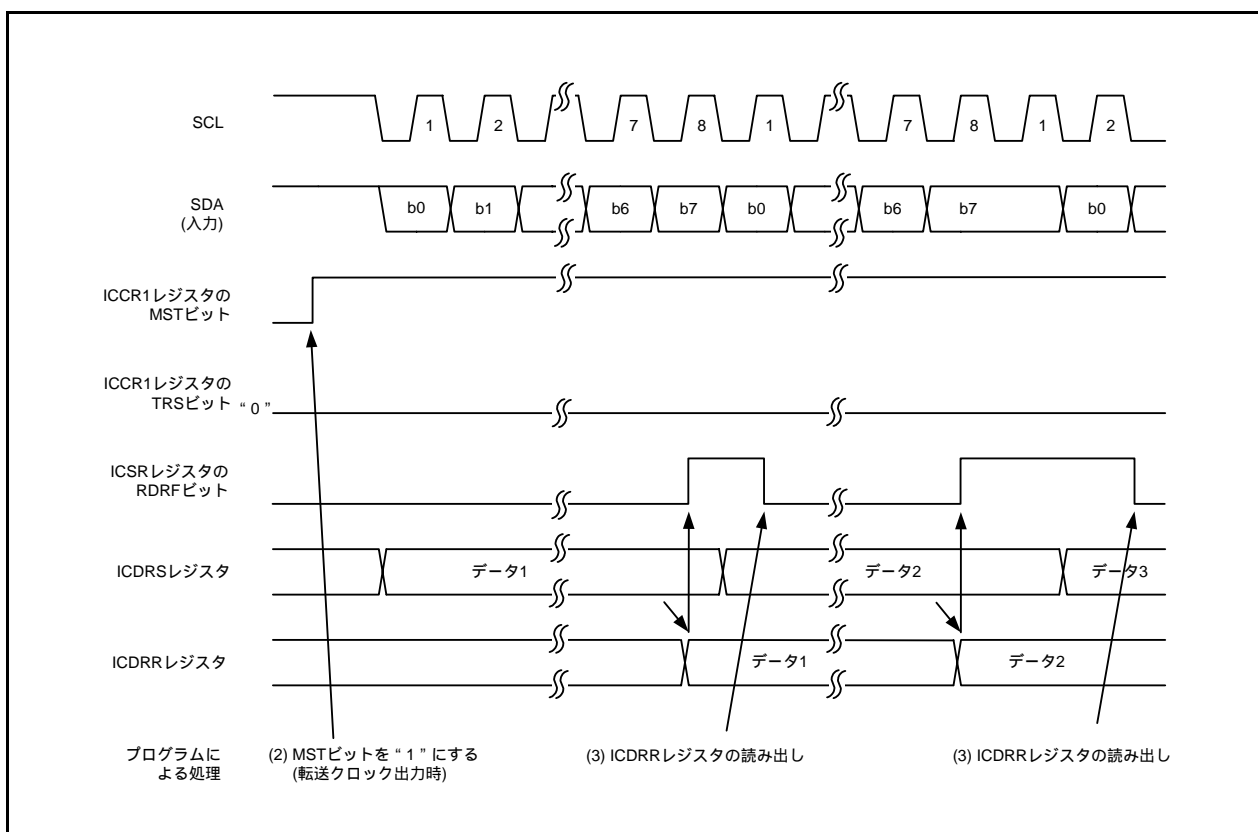 SCL
1 2 7 8 1 7 8 1 2
SDA
(入力)
b0 b1 b6 b7 b0 b6 b7 b0
ICCR1レジスタの
MSTビット
ICCR1レジスタの
TRSビット
“ 0 ”
ICSRレジスタの
RDRFビット
ICDRSレジスタ
データ1 データ2 データ3
ICDRRレジスタ
データ1 データ2
プログラムに
よる処理
(2) MSTビットを “ 1 ” にする
(転送クロック出力時)
(3) ICDRRレジスタの読み出し
(3) ICDRRレジスタの読み出し